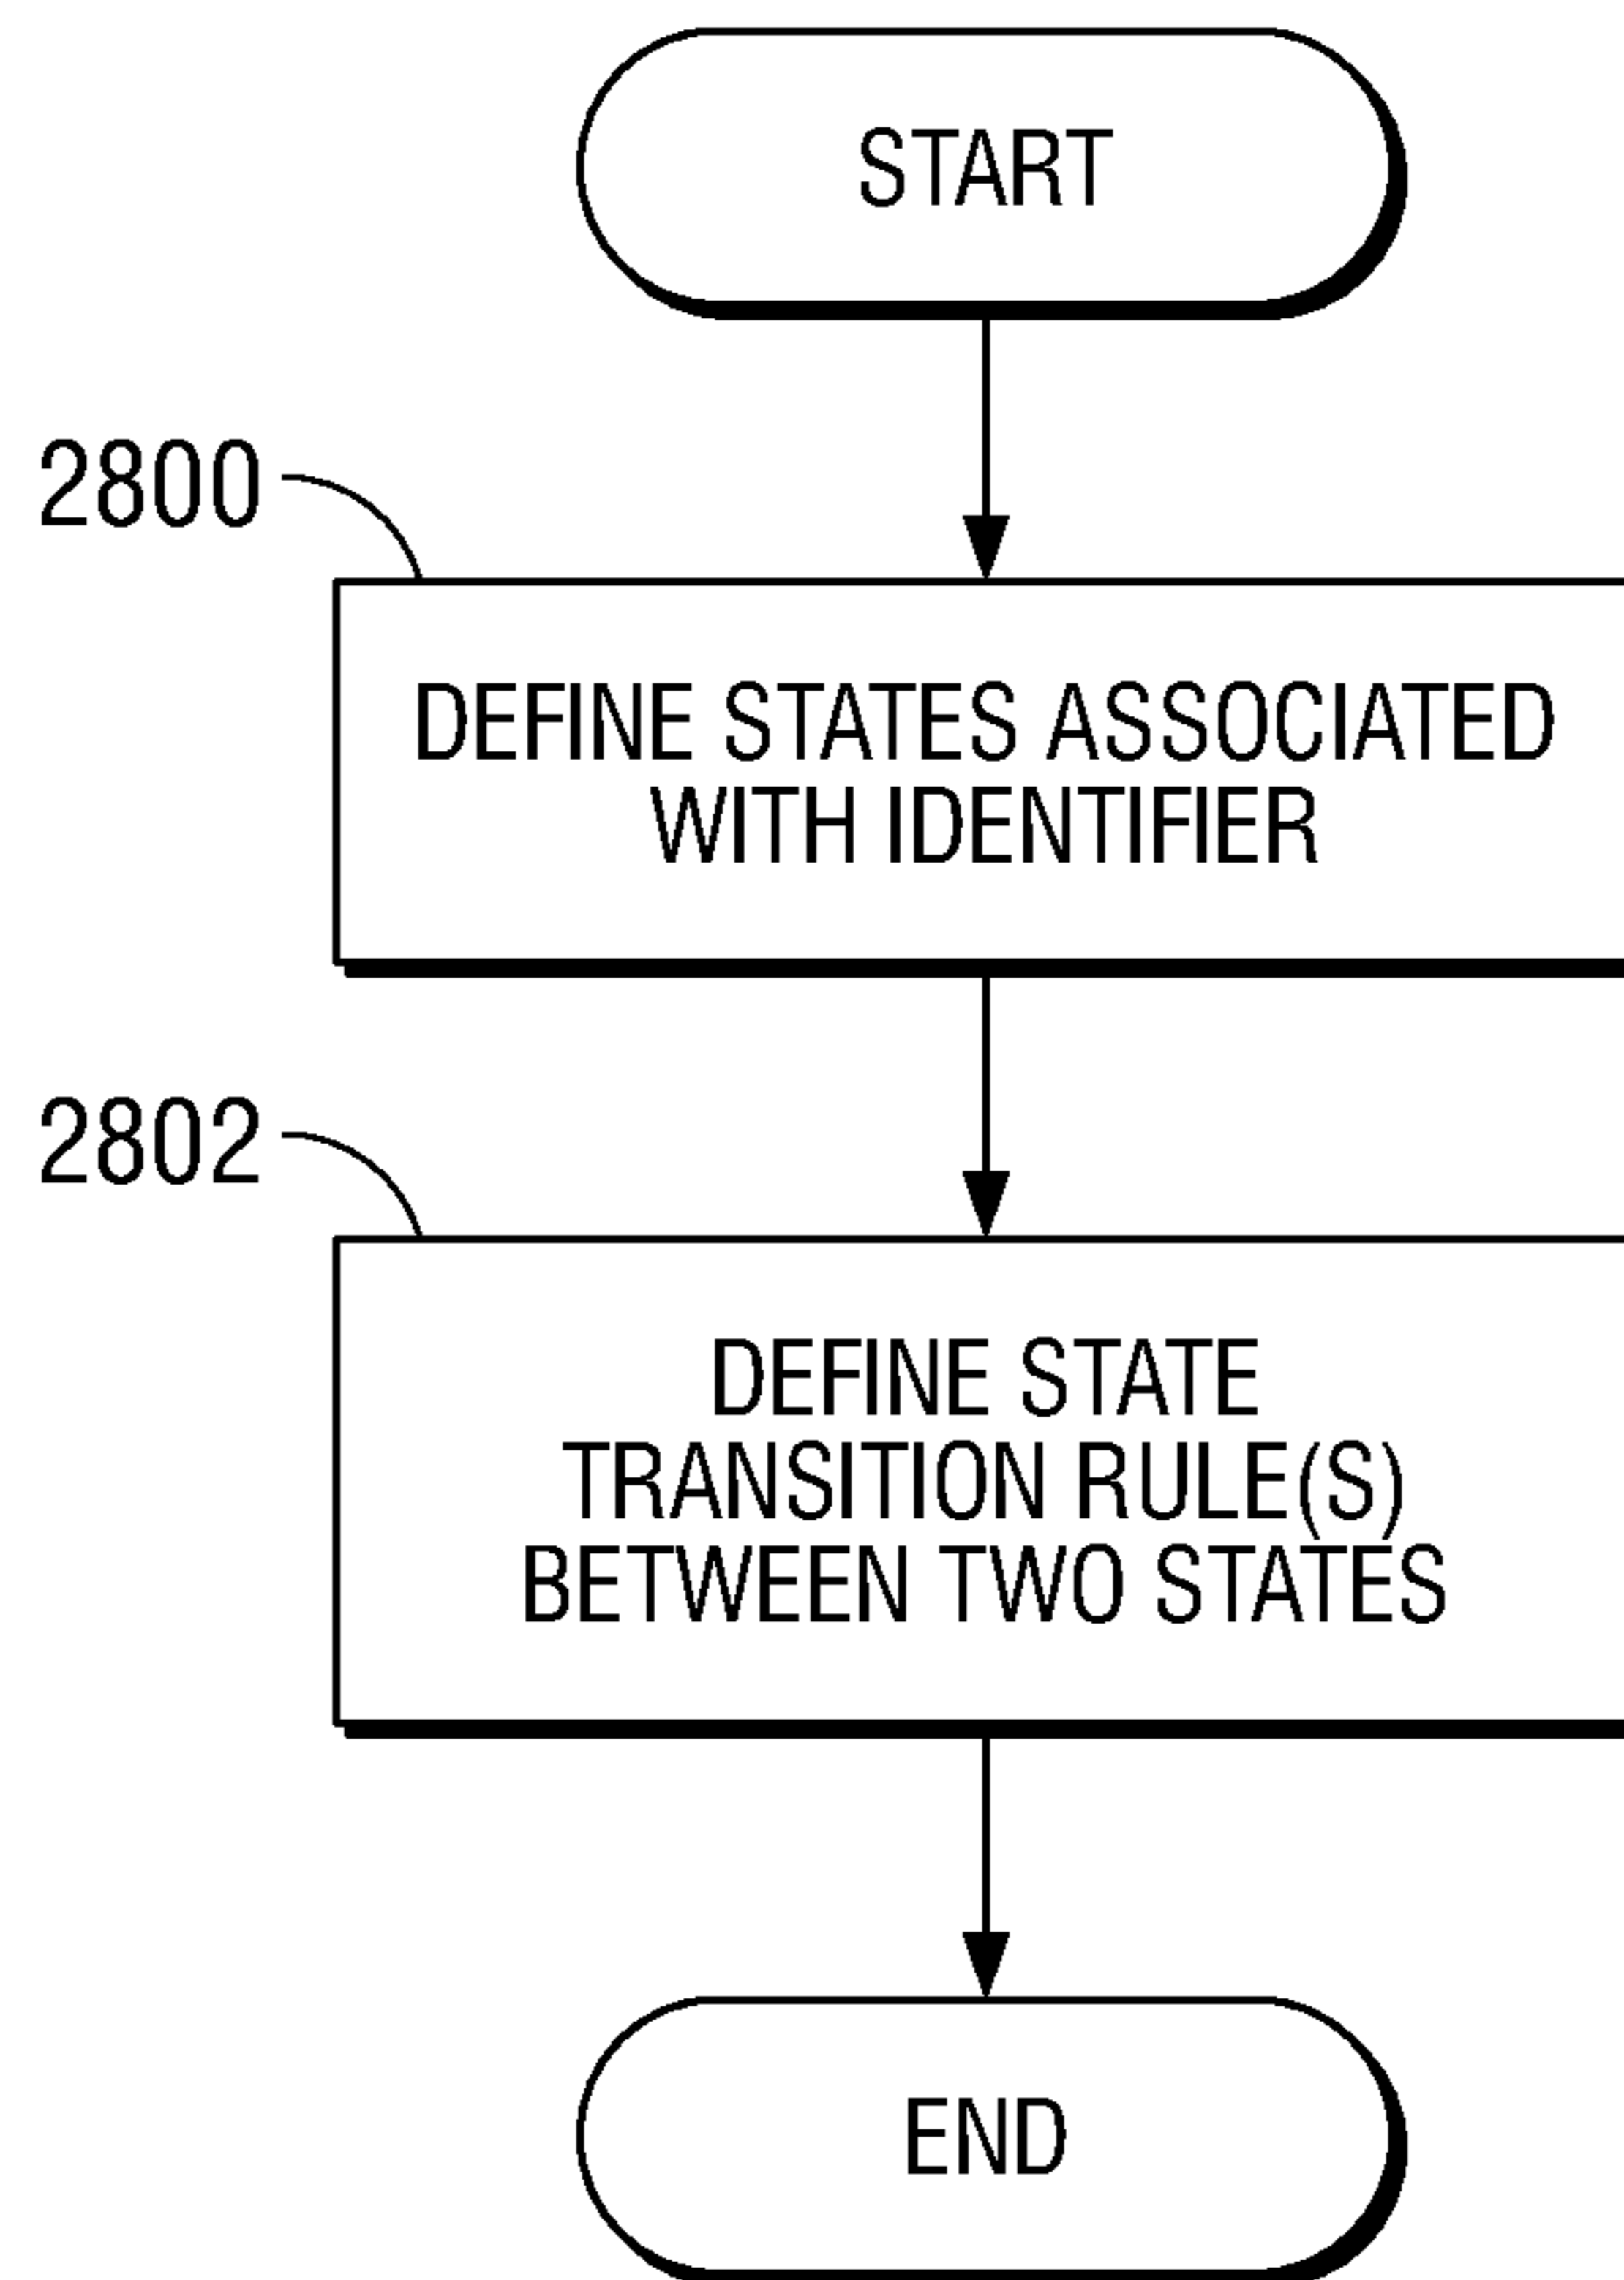 START
2800
DEFINE STATES ASSOCIATED
WITH IDENTIFIER
2802
DEFINE STATE
TRANSITION RULE(S)
BETWEEN TWO STATES
END